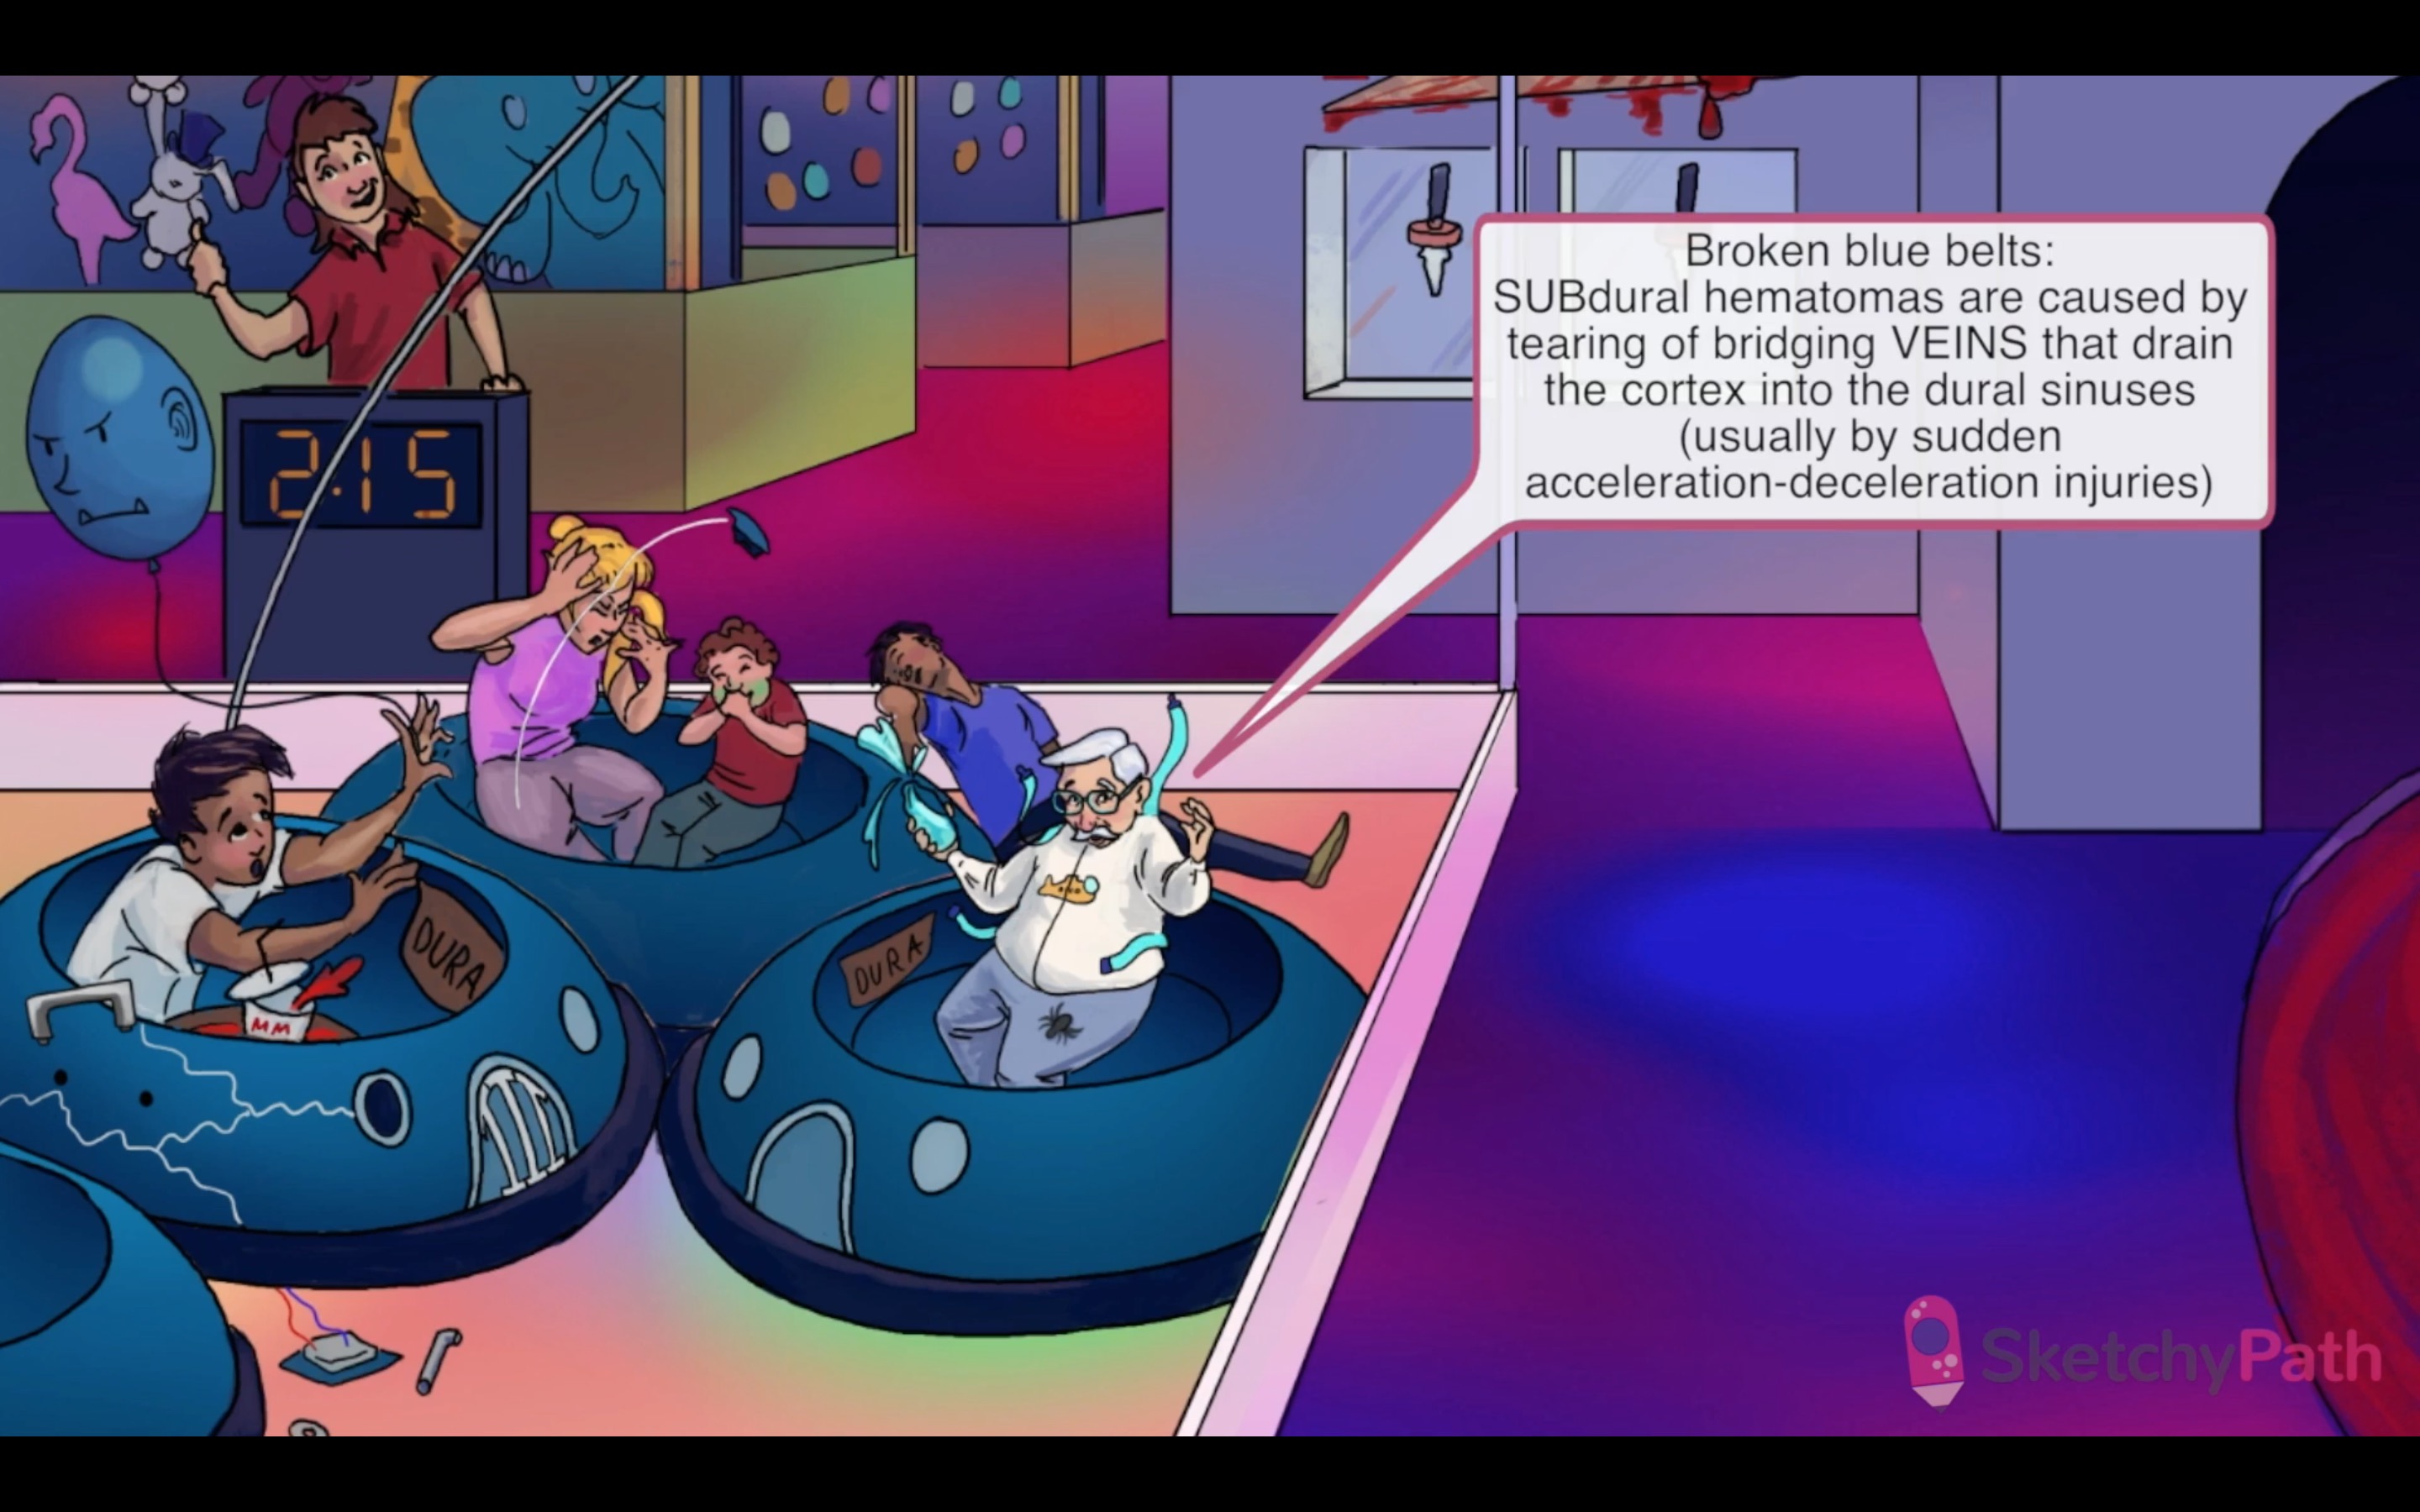 Broken blue belts:
SUBdural hematomas are caused by
tearing of bridging VEINS that drain
the cortex into the dural sinuses
(usually by sudden
acceleration-deceleration injuries)
2:15
DURA
DURA
MM
SketchyPath